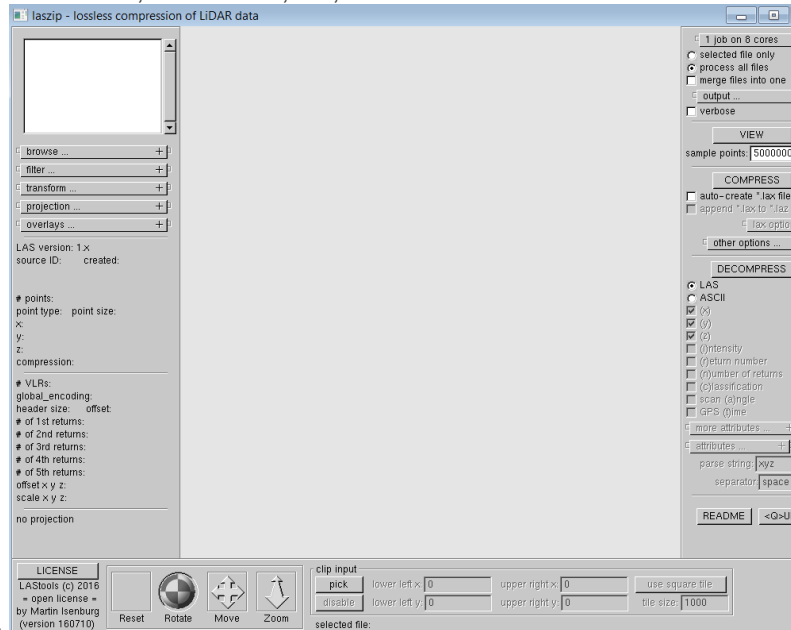 laszip - lossless compression of LiDAR data
browse ...
filter ...
transform ...
projection ...
overlays ...
LAS version: 1.x
source ID: created:
# points:
point type: point size:
x:
y:
z:
compression:
# VLRs:
global_encoding:
header size: offset:
# of 1st returns:
# of 2nd returns:
# of 3rd returns:
# of 4th returns:
# of 5th returns:
offset x y z:
scale x y z:
no projection
1 job on 8 cores
selected file only
process all files
merge files into one
output ...
verbose
VIEW
sample points: 5000000
COMPRESS
auto-create *.lax file
append *.lax to *.laz
lax optio
other options ...
DECOMPRESS
LAS
ASCII
(x)
(y)
(z)
(i)ntensity
(r)eturn number
(n)umber of returns
(c)lassification
scan (a)ngle
GPS (t)ime
more attributes ...
attributes ...
parse string: xyz
separator: space
README <Q>U
LICENSE
LAStools (c) 2016
= open license =
by Martin Isenburg
(version 160710)
Reset Rotate Move Zoom
clip input
pick lower left x: 0 upper right x: 0 use square tile
disable lower left y: 0 upper right y: 0 tile size: 1000
selected file: